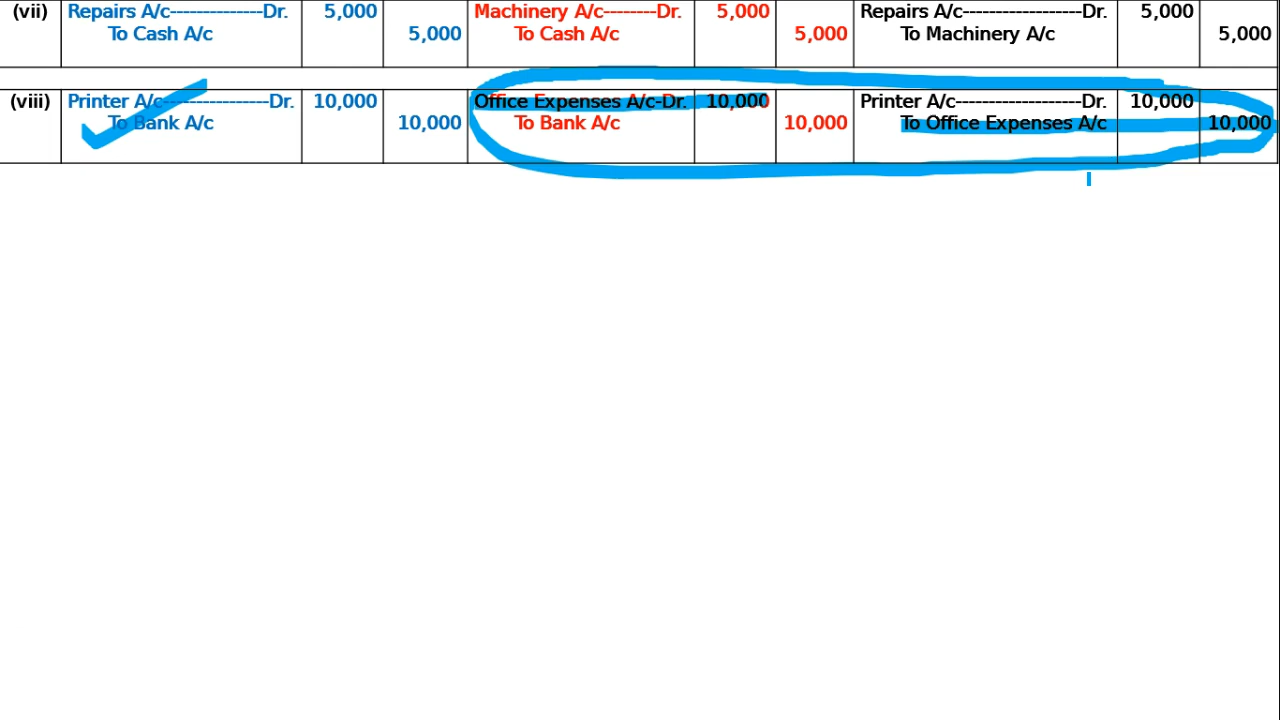 (vii) Repairs A/c--------------Dr. 5,000 Machinery A/c--------Dr. 5,000 Repairs A/c------------------Dr. 5,000
To Cash A/c 5,000 To Cash A/c 5,000 To Machinery A/c 5,000
(viii) Printer A/c----------------Dr. 10,000 Office Expenses A/c-Dr. 10,000 Printer A/c-------------------Dr. 10,000
To Bank A/c 10,000 To Bank A/c 10,000 To Office Expenses A/c 10,000